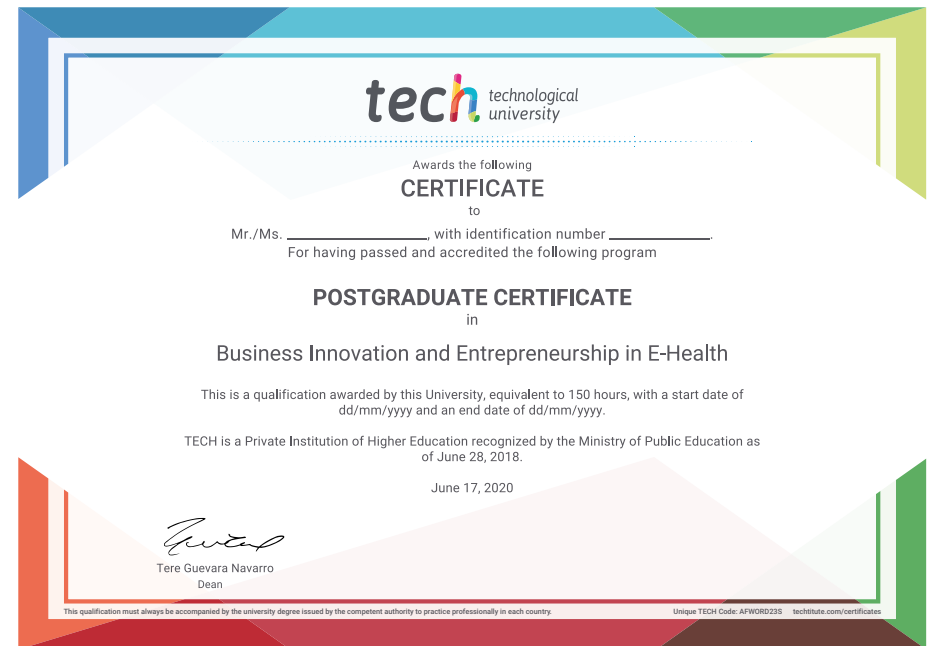 tech technological
university
Awards the following
CERTIFICATE
to
Mr./Ms. ____________________, with identification number ______________.
For having passed and accredited the following program
POSTGRADUATE CERTIFICATE
in
Business Innovation and Entrepreneurship in E-Health
This is a qualification awarded by this University, equivalent to 150 hours, with a start date of
dd/mm/yyyy and an end date of dd/mm/yyyy.
TECH is a Private Institution of Higher Education recognized by the Ministry of Public Education as
of June 28, 2018.
June 17, 2020
Tere Guevara Navarro
Dean
This qualification must always be accompanied by the university degree issued by the competent authority to practice professionally in each country.
Unique TECH Code: AFWORD23S techtitute.com/certificates